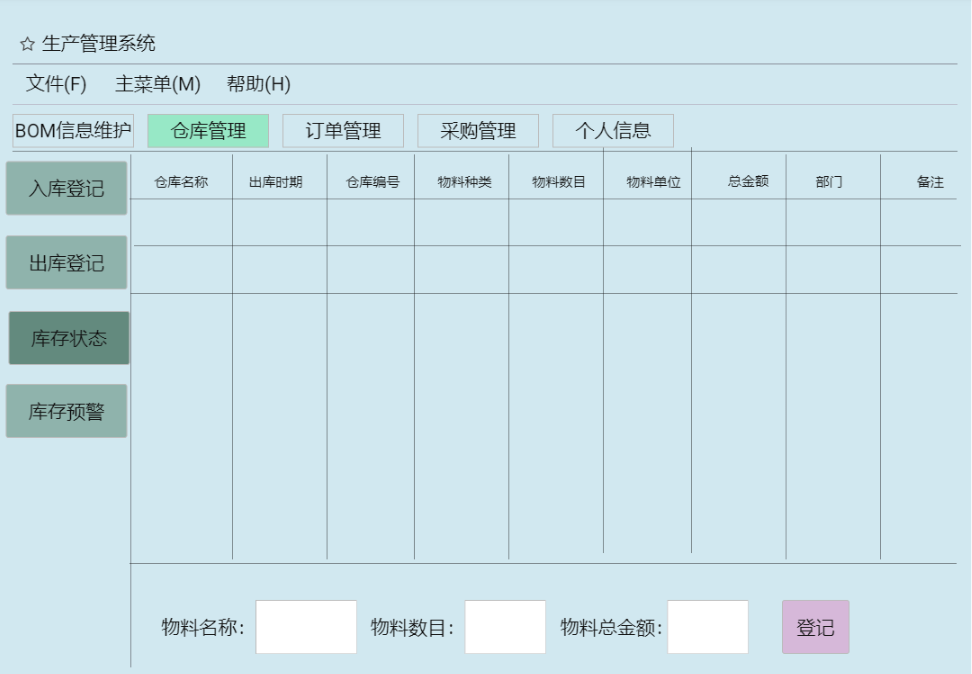 ☆ 生产管理系统
文件(F) 主菜单(M) 帮助(H)
BOM信息维护 仓库管理 订单管理 采购管理 个人信息
仓库名称 出库时期 仓库编号 物料种类 物料数目 物料单位 总金额 部门 备注
入库登记
出库登记
库存状态
库存预警
物料名称: 物料数目: 物料总金额: 登记